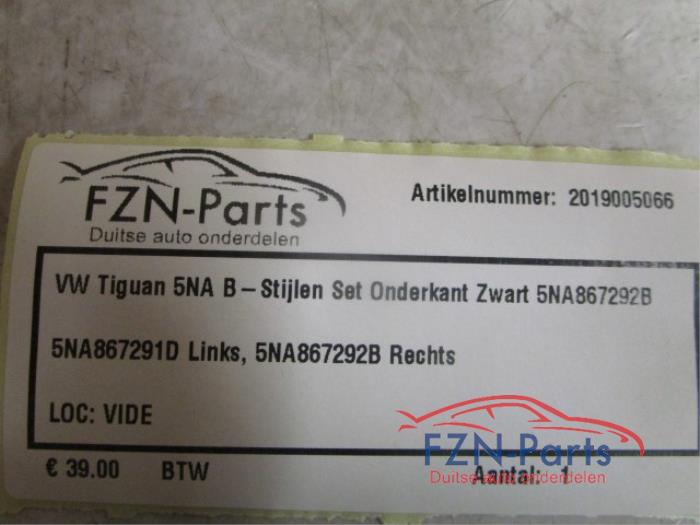 FZN-Parts
Duitse auto onderdelen
Artikelnummer: 2019005066
VW Tiguan 5NA B-Stijlen Set Onderkant Zwart 5NA867292B
5NA867291D Links, 5NA867292B Rechts
LOC: VIDE
€ 39.00 BTW Aantal: 1
FZN-Parts
Duitse auto onderdelen